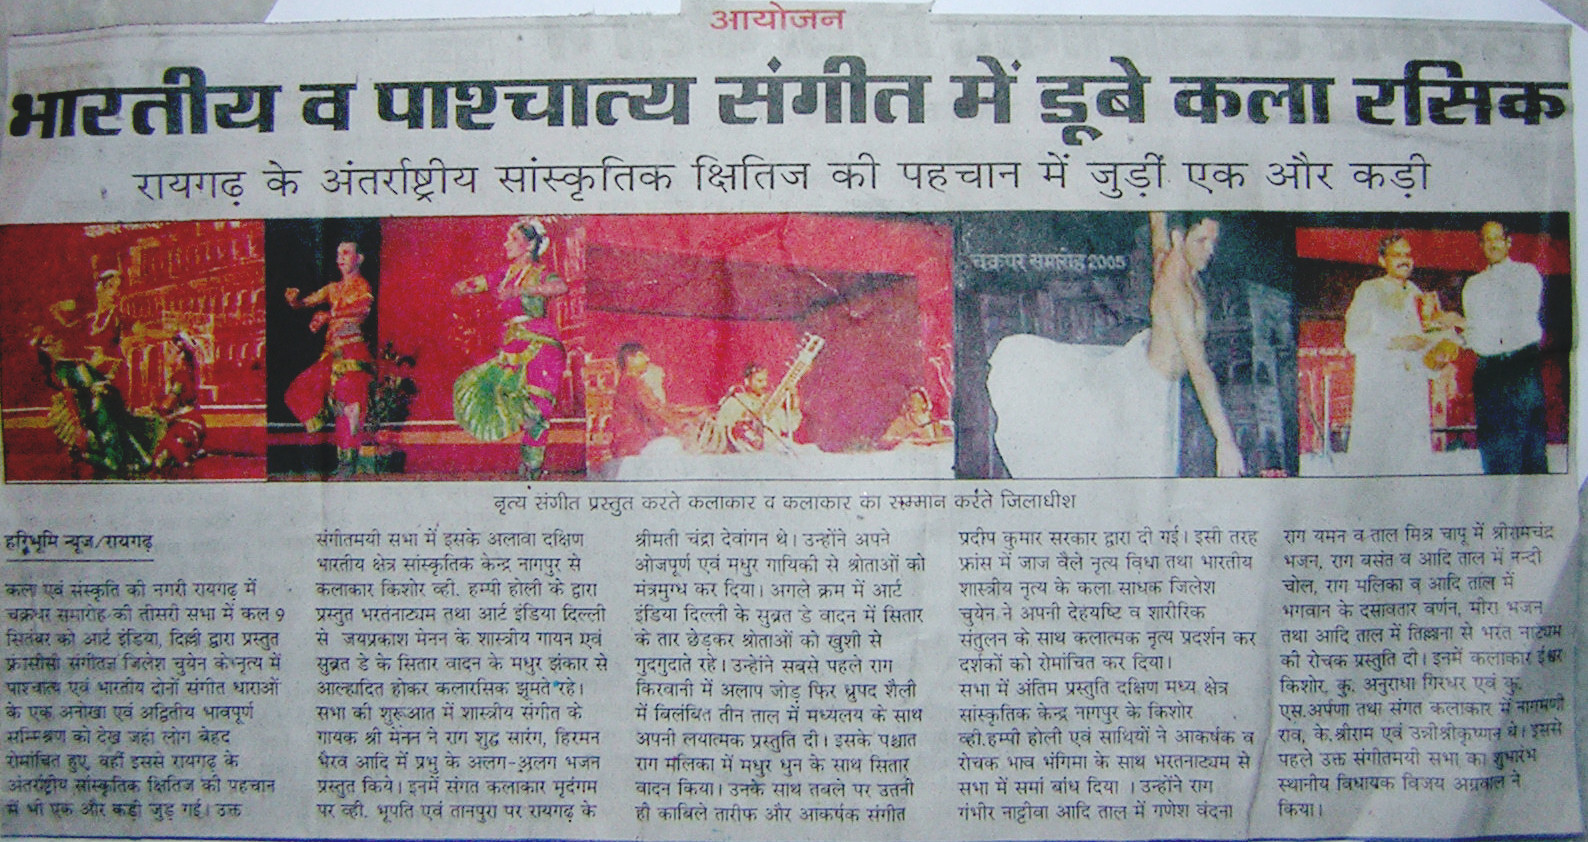 आयोजन
भारतीय व पाश्चात्य संगीत में डूबे कला रसिक
रायगढ़ के अंतर्राष्ट्रीय सांस्कृतिक क्षितिज की पहचान में जुड़ीं एक और कड़ी
चक्रधर समारोह 2005
नृत्य संगीत प्रस्तुत करते कलाकार व कलाकार का सम्मान करते जिलाधीश
हरिभूमि न्यूज/रायगढ़
कला एवं संस्कृति की नगरी रायगढ़ में
चक्रधर समारोह की तीसरी सभा में कल 9
सितंबर को आर्ट इंडिया, दिल्ली द्वारा प्रस्तुत
फ्रांसीसी संगीतज्ञ जिलेश चुयेन के नृत्य में
पाश्चात्य एवं भारतीय दोनों संगीत धाराओं
के एक अनोखा एवं अद्वितीय भावपूर्ण
सम्मिश्रण को देख जहां लोग बेहद
रोमांचित हुए, वहीं इससे रायगढ़ के
अंतर्राष्ट्रीय सांस्कृतिक क्षितिज की पहचान
में भी एक और कड़ी जुड़ गई। उक्त
संगीतमयी सभा में इसके अलावा दक्षिण
भारतीय क्षेत्र सांस्कृतिक केन्द्र नागपुर से
कलाकार किशोर व्ही. हम्पी होली के द्वारा
प्रस्तुत भरतनाट्यम तथा आर्ट इंडिया दिल्ली
से जयप्रकाश मेनन के शास्त्रीय गायन एवं
सुब्रत डे के सितार वादन के मधुर झंकार से
आल्हादित होकर कलारसिक झूमते रहे।
सभा की शुरूआत में शास्त्रीय संगीत के
गायक श्री मेनन ने राग शुद्ध सारंग, हिरमन
भैरव आदि में प्रभु के अलग-अलग भजन
प्रस्तुत किये। इनमें संगत कलाकार मृदंगम
पर व्ही. भूपति एवं तानपुरा पर रायगढ़ के
श्रीमती चंद्रा देवांगन थे। उन्होंने अपने
ओजपूर्ण एवं मधुर गायिकी से श्रोताओं को
मंत्रमुग्ध कर दिया। अगले क्रम में आर्ट
इंडिया दिल्ली के सुब्रत डे वादन में सितार
के तार छेड़कर श्रोताओं को खुशी से
गुदगुदाते रहे। उन्होंने सबसे पहले राग
किरवानी में अलाप जोड़ फिर ध्रुपद शैली
में बिलंबित तीन ताल में मध्यलय के साथ
अपनी लयात्मक प्रस्तुति दी। इसके पश्चात
राग मलिका में मधुर धुन के साथ सितार
वादन किया। उनके साथ तबले पर उतनी
ही काबिले तारीफ और आकर्षक संगीत
प्रदीप कुमार सरकार द्वारा दी गई। इसी तरह
फ्रांस में जाज वैले नृत्य विधा तथा भारतीय
शास्त्रीय नृत्य के कला साधक जिलेश
चुयेन ने अपनी देहयष्टि व शारीरिक
संतुलन के साथ कलात्मक नृत्य प्रदर्शन कर
दर्शकों को रोमांचित कर दिया।
सभा में अंतिम प्रस्तुति दक्षिण मध्य क्षेत्र
सांस्कृतिक केन्द्र नागपुर के किशोर
व्ही.हम्पी होली एवं साथियों ने आकर्षक व
रोचक भाव भंगिमा के साथ भरतनाट्यम से
सभा में समां बांध दिया । उन्होंने राग
गंभीर नाट्टीवा आदि ताल में गणेश वंदना
राग यमन व ताल मिश्र चापू में श्रीरामचंद्र
भजन, राग बसंत व आदि ताल में नन्दी
चोल, राग मलिका व आदि ताल में
भगवान के दसावतार वर्णन, मीरा भजन
तथा आदि ताल में तिल्लाना से भरत नाट्यम
की रोचक प्रस्तुति दी। इनमें कलाकार ईश्वर
किशोर, कु. अनुराधा गिरधर एवं कु.
एस.अर्पणा तथा संगत कलाकार में नागमणी
राव, के.श्रीराम एवं उन्नीश्रीकृष्णन थे। इससे
पहले उक्त संगीतमयी सभा का शुभारंभ
स्थानीय विधायक विजय अग्रवाल ने
किया।